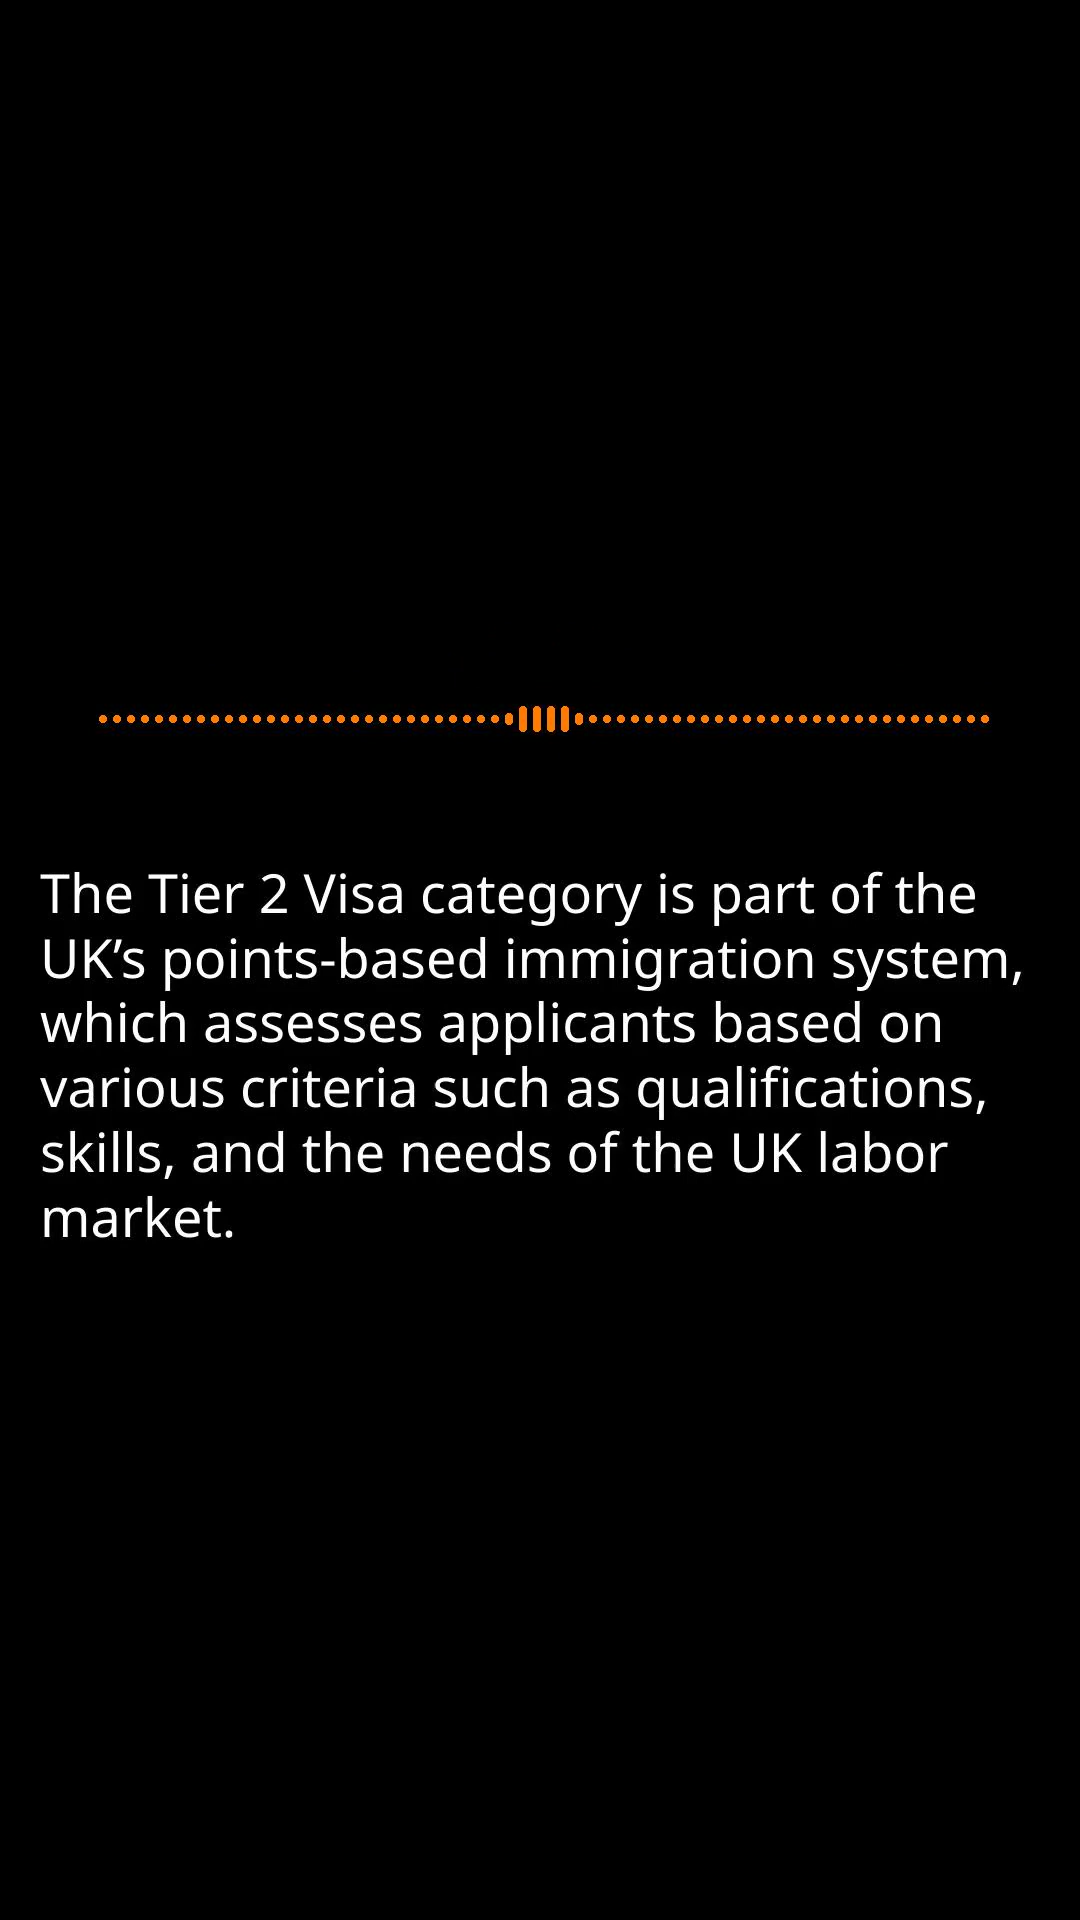 The Tier 2 Visa category is part of the
UK’s points-based immigration system,
which assesses applicants based on
various criteria such as qualifications,
skills, and the needs of the UK labor
market.